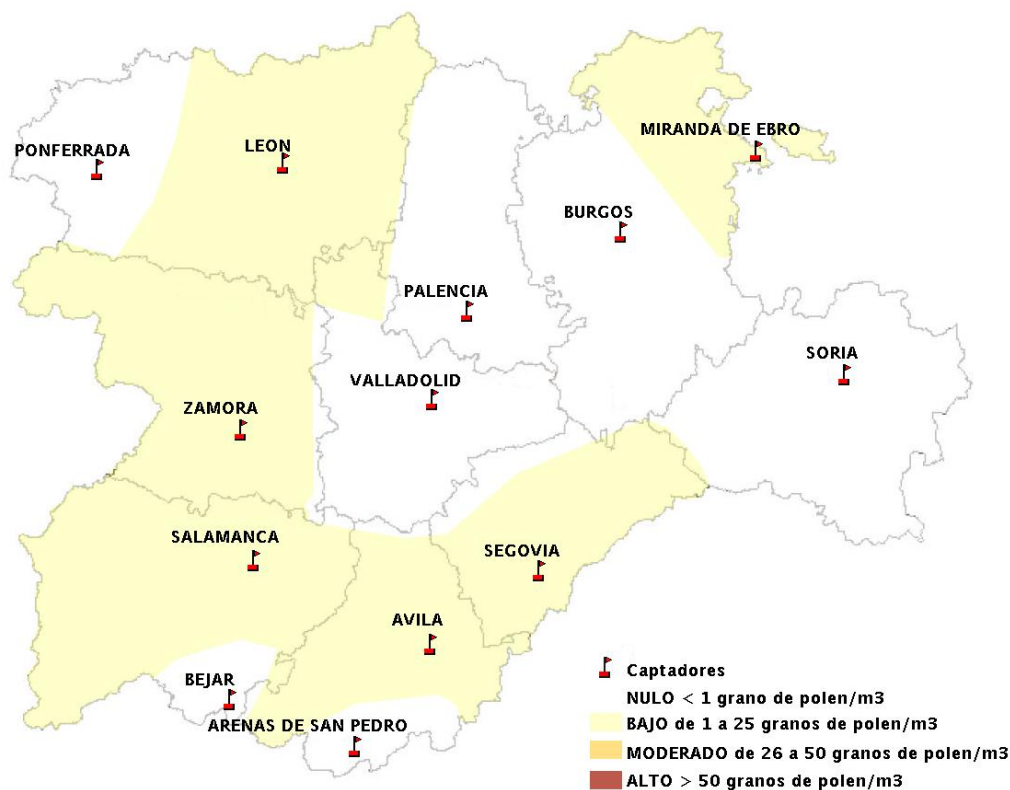 MIRANDA DE EBRO
PONFERRADA
LEON
BURGOS
PALENCIA
SORIA
VALLADOLID
ZAMORA
SALAMANCA
SEGOVIA
AVILA
BEJAR
ARENAS DE SAN PEDRO
Captadores
NULO < 1 grano de polen/m3
BAJO de 1 a 25 granos de polen/m3
MODERADO de 26 a 50 granos de polen/m3
ALTO > 50 granos de polen/m3